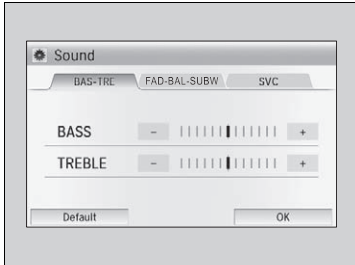 Sound
BAS-TRE FAD-BAL-SUBW SVC
BASS - +
TREBLE - +
Default OK